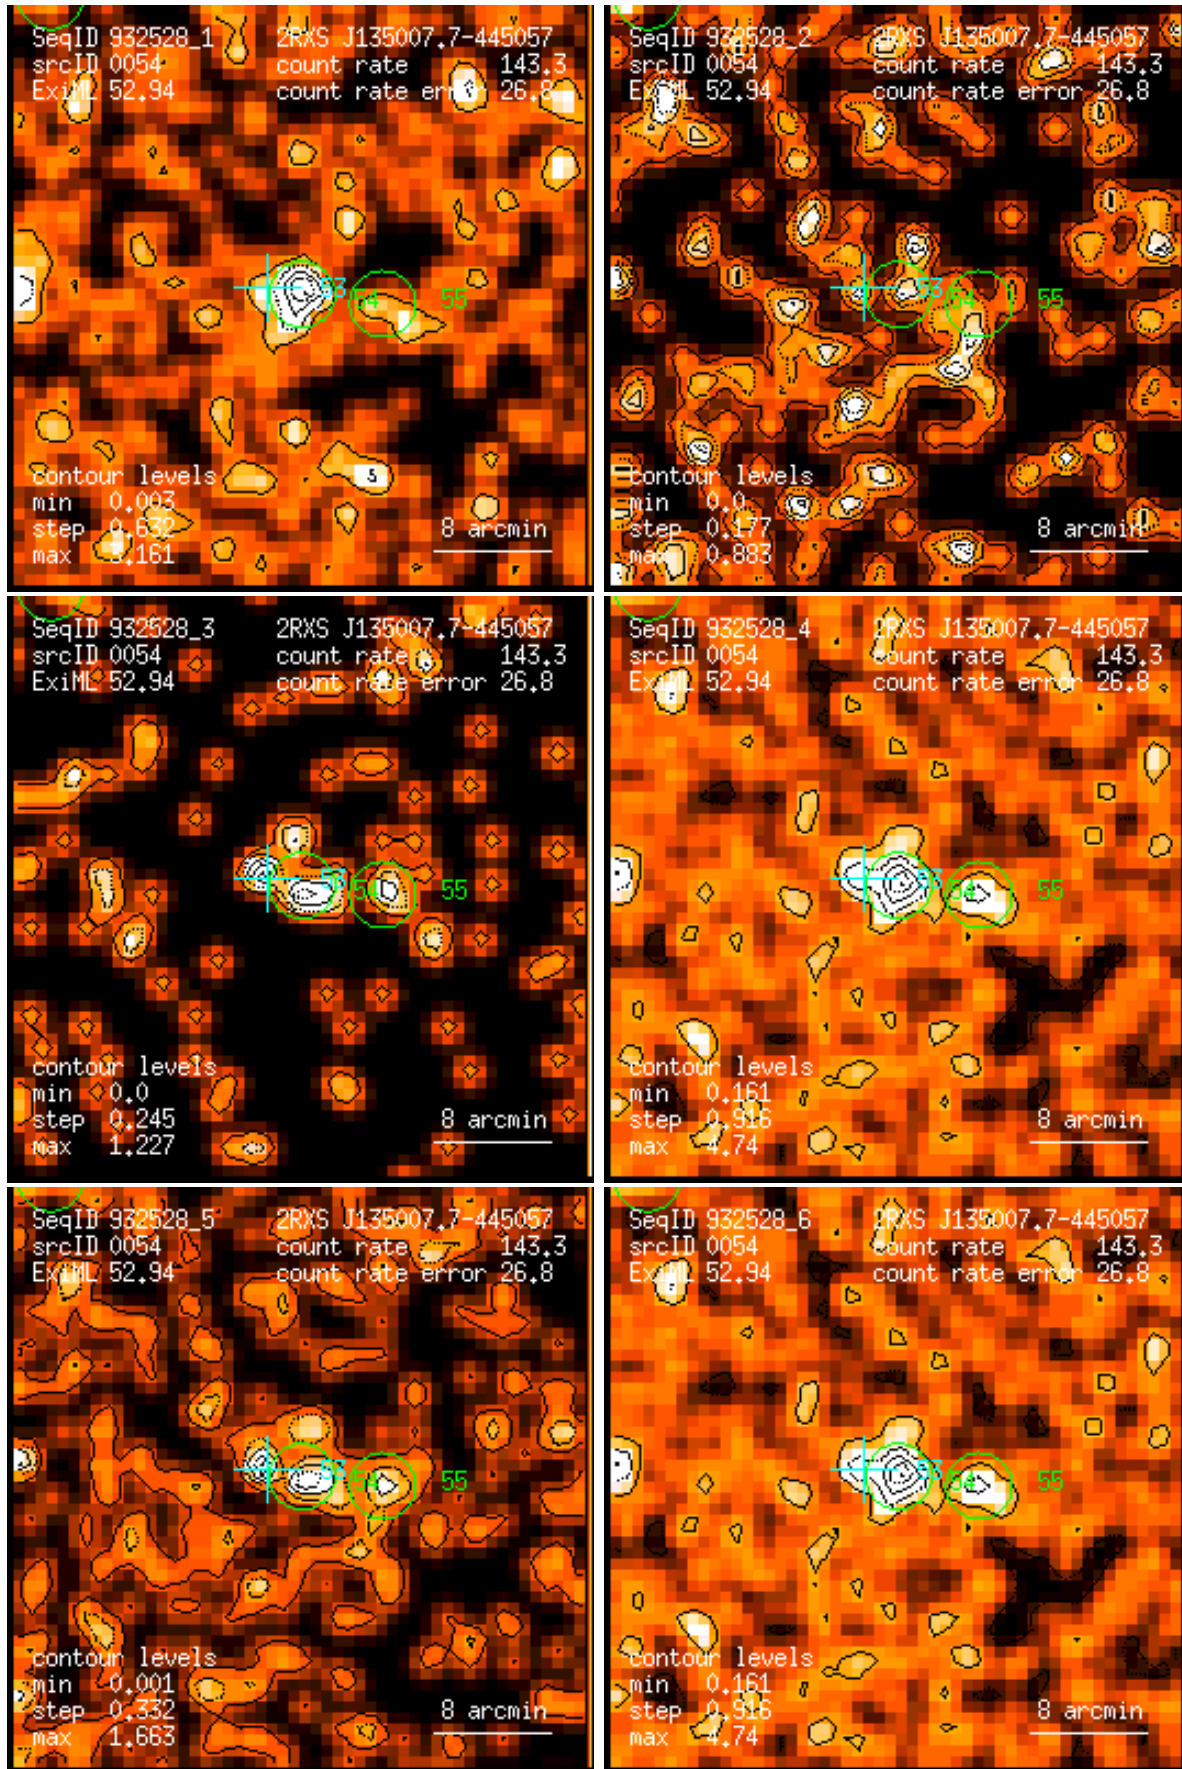 SeqID 932528_1 2RXS J135007.7-445057
srcID 0054 count rate 143.3
ExiML 52.94 count rate error 26.8
53 54 55
contour levels
min 0.003
step 0.632 8 arcmin
max .161
SeqID 932528_2 2RXS J135007.7-445057
srcID 0054 count rate 143.3
ExiML 52.94 count rate error 26.8
53 54 55
contour levels
min 0.0
step 0.177 8 arcmin
max 0.883
SeqID 932528_3 2RXS J135007.7-445057
srcID 0054 count rate 143.3
ExiML 52.94 count rate error 26.8
53 54 55
contour levels
min 0.0
step 0.245 8 arcmin
max 1.227
SeqID 932528_4 2RXS J135007.7-445057
srcID 0054 count rate 143.3
ExiML 52.94 count rate error 26.8
53 54 55
contour levels
min 0.161
step 0.916 8 arcmin
max 4.74
SeqID 932528_5 2RXS J135007.7-445057
srcID 0054 count rate 143.3
ExiML 52.94 count rate error 26.8
53 54 55
contour levels
min 0.001
step 0.332 8 arcmin
max 1.663
SeqID 932528_6 2RXS J135007.7-445057
srcID 0054 count rate 143.3
ExiML 52.94 count rate error 26.8
53 54 55
contour levels
min 0.161
step 0.916 8 arcmin
max 4.74